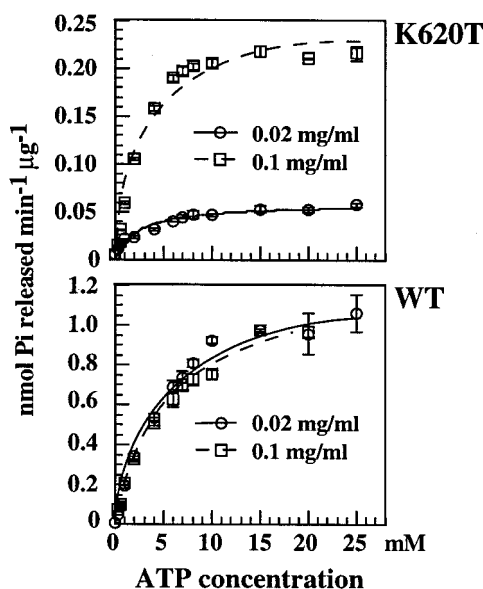 K620T
0.25
0.20
0.15
0.10
0.05
0
0.02 mg/ml
0.1 mg/ml
nmol Pi released min-1 µg-1
WT
1.2
1.0
0.8
0.6
0.4
0.2
0
0.02 mg/ml
0.1 mg/ml
0 5 10 15 20 25 mM
ATP concentration